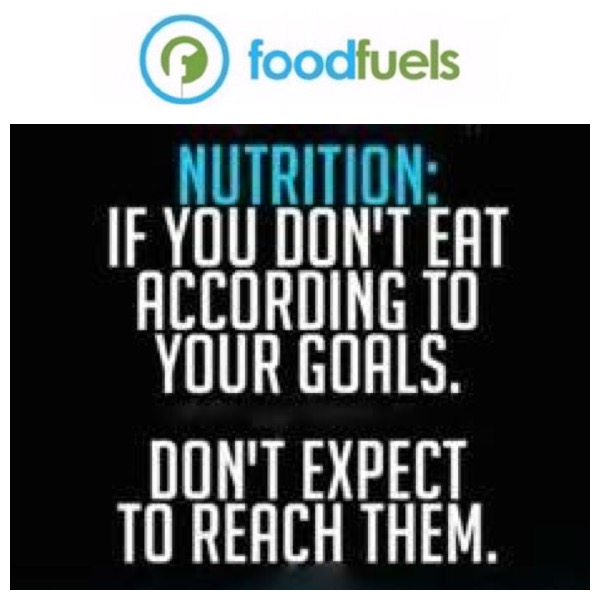 foodfuels
NUTRITION:
IF YOU DON'T EAT
ACCORDING TO
YOUR GOALS.
DON'T EXPECT
TO REACH THEM.